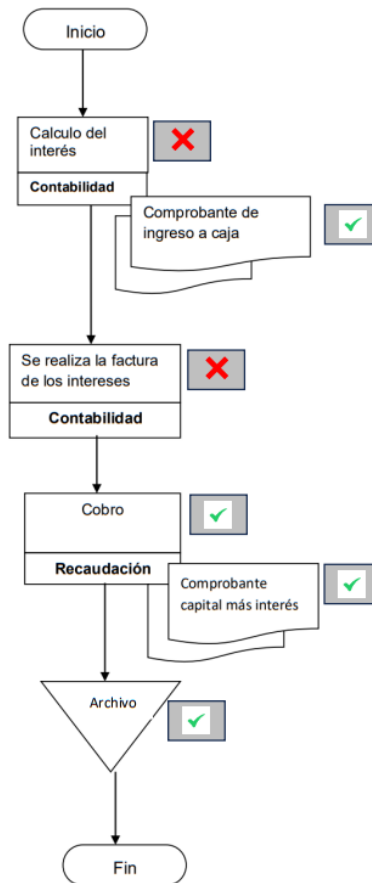 Inicio
Calculo del
interés
Contabilidad
Comprobante de
ingreso a caja
Se realiza la factura
de los intereses
Contabilidad
Cobro
Recaudación
Comprobante
capital más interés
Archivo
Fin